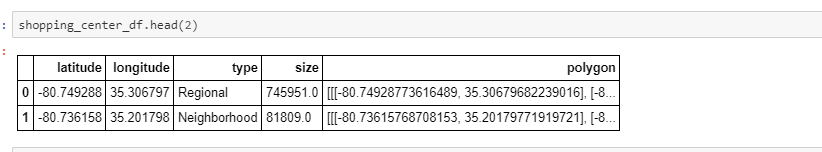 shopping_center_df.head(2)
latitude longitude type size polygon
0 -80.749288 35.306797 Regional 745951.0 [[[-80.74928773616489, 35.30679682239016], [-8...
1 -80.736158 35.201798 Neighborhood 81809.0 [[[-80.73615768708153, 35.20179771919721], [-8...